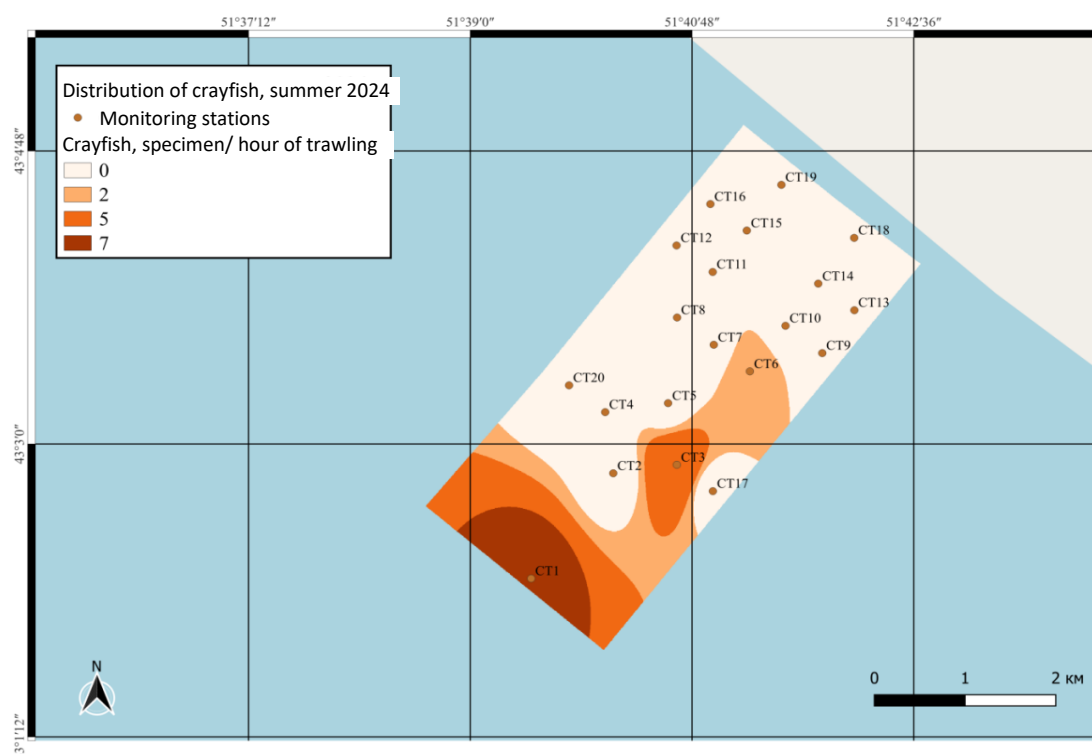 51°37'12" 51°39'0" 51°40'48" 51°42'36"
Distribution of crayfish, summer 2024
Monitoring stations
Crayfish, specimen/ hour of trawling
0
2
5
7
43°4'48"
43°3'0"
3°1'12"
CT19
CT16
CT15
CT18
CT12
CT11
CT14
CT13
CT8
CT10
CT7
CT9
CT6
CT20
CT5
CT4
CT3
CT2
CT17
CT1
N
0 1 2 км